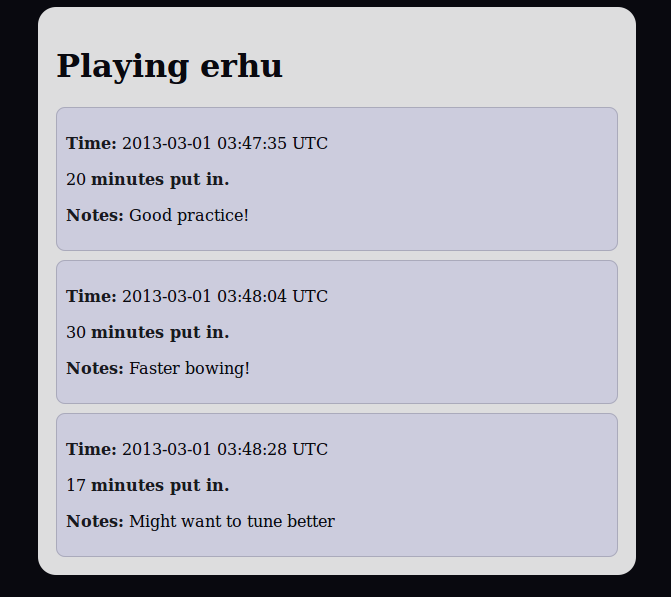 Playing erhu
Time: 2013-03-01 03:47:35 UTC
20 minutes put in.
Notes: Good practice!
Time: 2013-03-01 03:48:04 UTC
30 minutes put in.
Notes: Faster bowing!
Time: 2013-03-01 03:48:28 UTC
17 minutes put in.
Notes: Might want to tune better